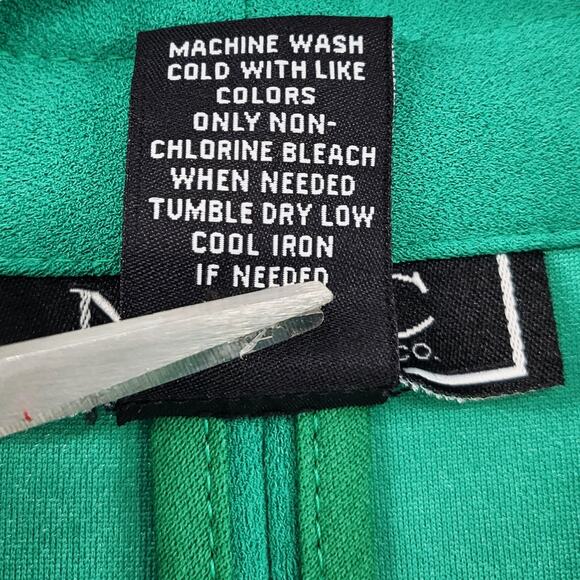 MACHINE WASH
COLD WITH LIKE
COLORS
ONLY NON-
CHLORINE BLEACH
WHEN NEEDED
TUMBLE DRY LOW
COOL IRON
IF NEEDED
CO.